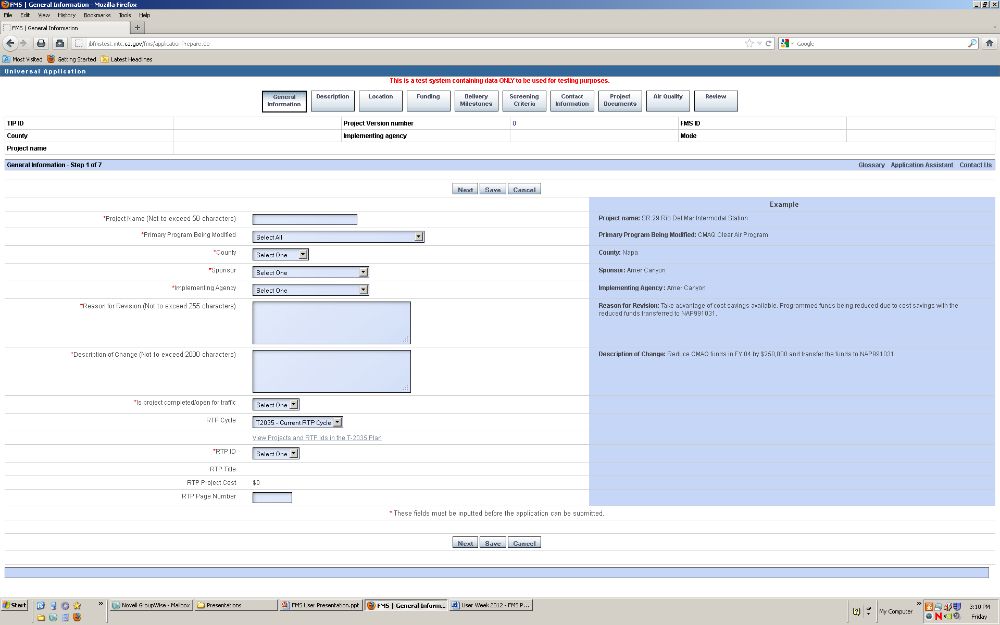 FMS | General Information - Mozilla Firefox
File Edit View History Bookmarks Tools Help
FMS | General Information
jbfmstest.mtc.ca.gov/fms/applicationPrepare.do
Google
Most Visited Getting Started Latest Headlines
Universal Application
This is a test system containing data ONLY to be used for testing purposes.
General Information Description Location Funding Delivery Milestones Screening Criteria Contact Information Project Documents Air Quality Review
TIP ID Project Version number 0 FMS ID
County Implementing agency Mode
Project name
General Information - Step 1 of 7 Glossary Application Assistant Contact Us
Next Save Cancel
Example
*Project Name (Not to exceed 50 characters) Project name: SR 29 Rio Del Mar Intermodal Station
*Primary Program Being Modified Select All Primary Program Being Modified: CMAQ Clear Air Program
*County Select One County: Napa
*Sponsor Select One Sponsor: Amer Canyon
*Implementing Agency Select One Implementing Agency : Amer Canyon
*Reason for Revision (Not to exceed 255 characters) Reason for Revision: Take advantage of cost savings available. Programmed funds being reduced due to cost savings with the
reduced funds transferred to NAP991031.
*Description of Change (Not to exceed 2000 characters) Description of Change: Reduce CMAQ funds in FY 04 by $250,000 and transfer the funds to NAP991031.
*Is project completed/open for traffic Select One
RTP Cycle T2035 - Current RTP Cycle
View Projects and RTP Ids in the T-2035 Plan
*RTP ID Select One
RTP Title
RTP Project Cost $0
RTP Page Number
* These fields must be inputted before the application can be submitted.
Next Save Cancel
Start Novell GroupWise - Mailbox Presentations FMS User Presentation.ppt FMS | General Inform... User Week 2012 - FMS P... My Computer 3:10 PM
Friday